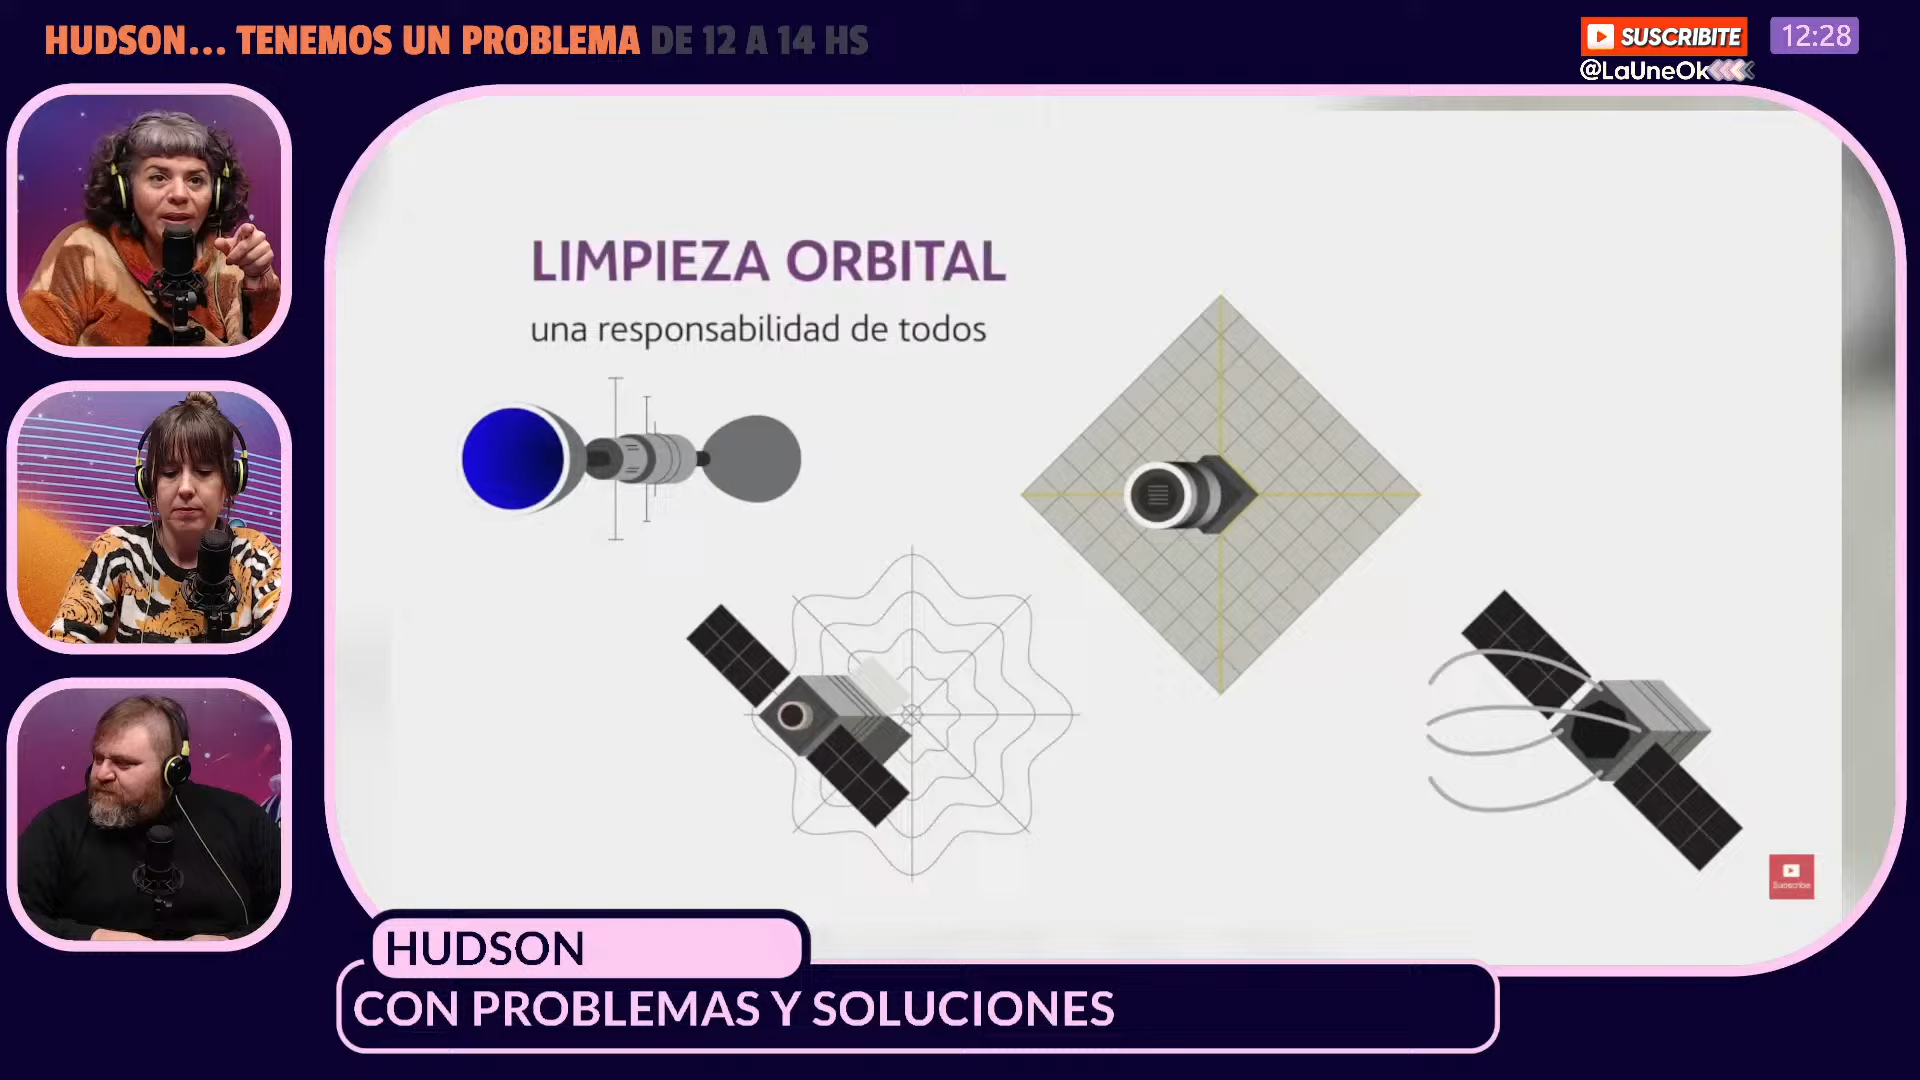 HUDSON... TENEMOS UN PROBLEMA DE 12 A 14 HS
SUSCRIBITE
12:28
@LaUneOk
LIMPIEZA ORBITAL
una responsabilidad de todos
Subscribe
HUDSON
CON PROBLEMAS Y SOLUCIONES